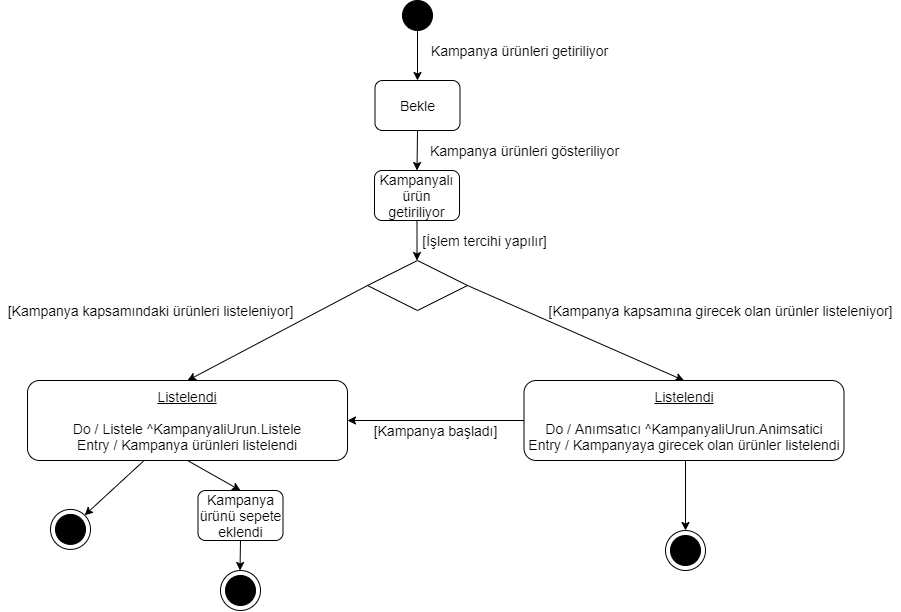 Kampanya ürünleri getiriliyor
Bekle
Kampanya ürünleri gösteriliyor
Kampanyalı
ürün
getiriliyor
[İşlem tercihi yapılır]
[Kampanya kapsamındaki ürünleri listeleniyor]
[Kampanya kapsamına girecek olan ürünler listeleniyor]
Listelendi
Do / Listele ^KampanyaliUrun.Listele
Entry / Kampanya ürünleri listelendi
[Kampanya başladı]
Listelendi
Do / Anımsatıcı ^KampanyaliUrun.Animsatici
Entry / Kampanyaya girecek olan ürünler listelendi
Kampanya
ürünü sepete
eklendi